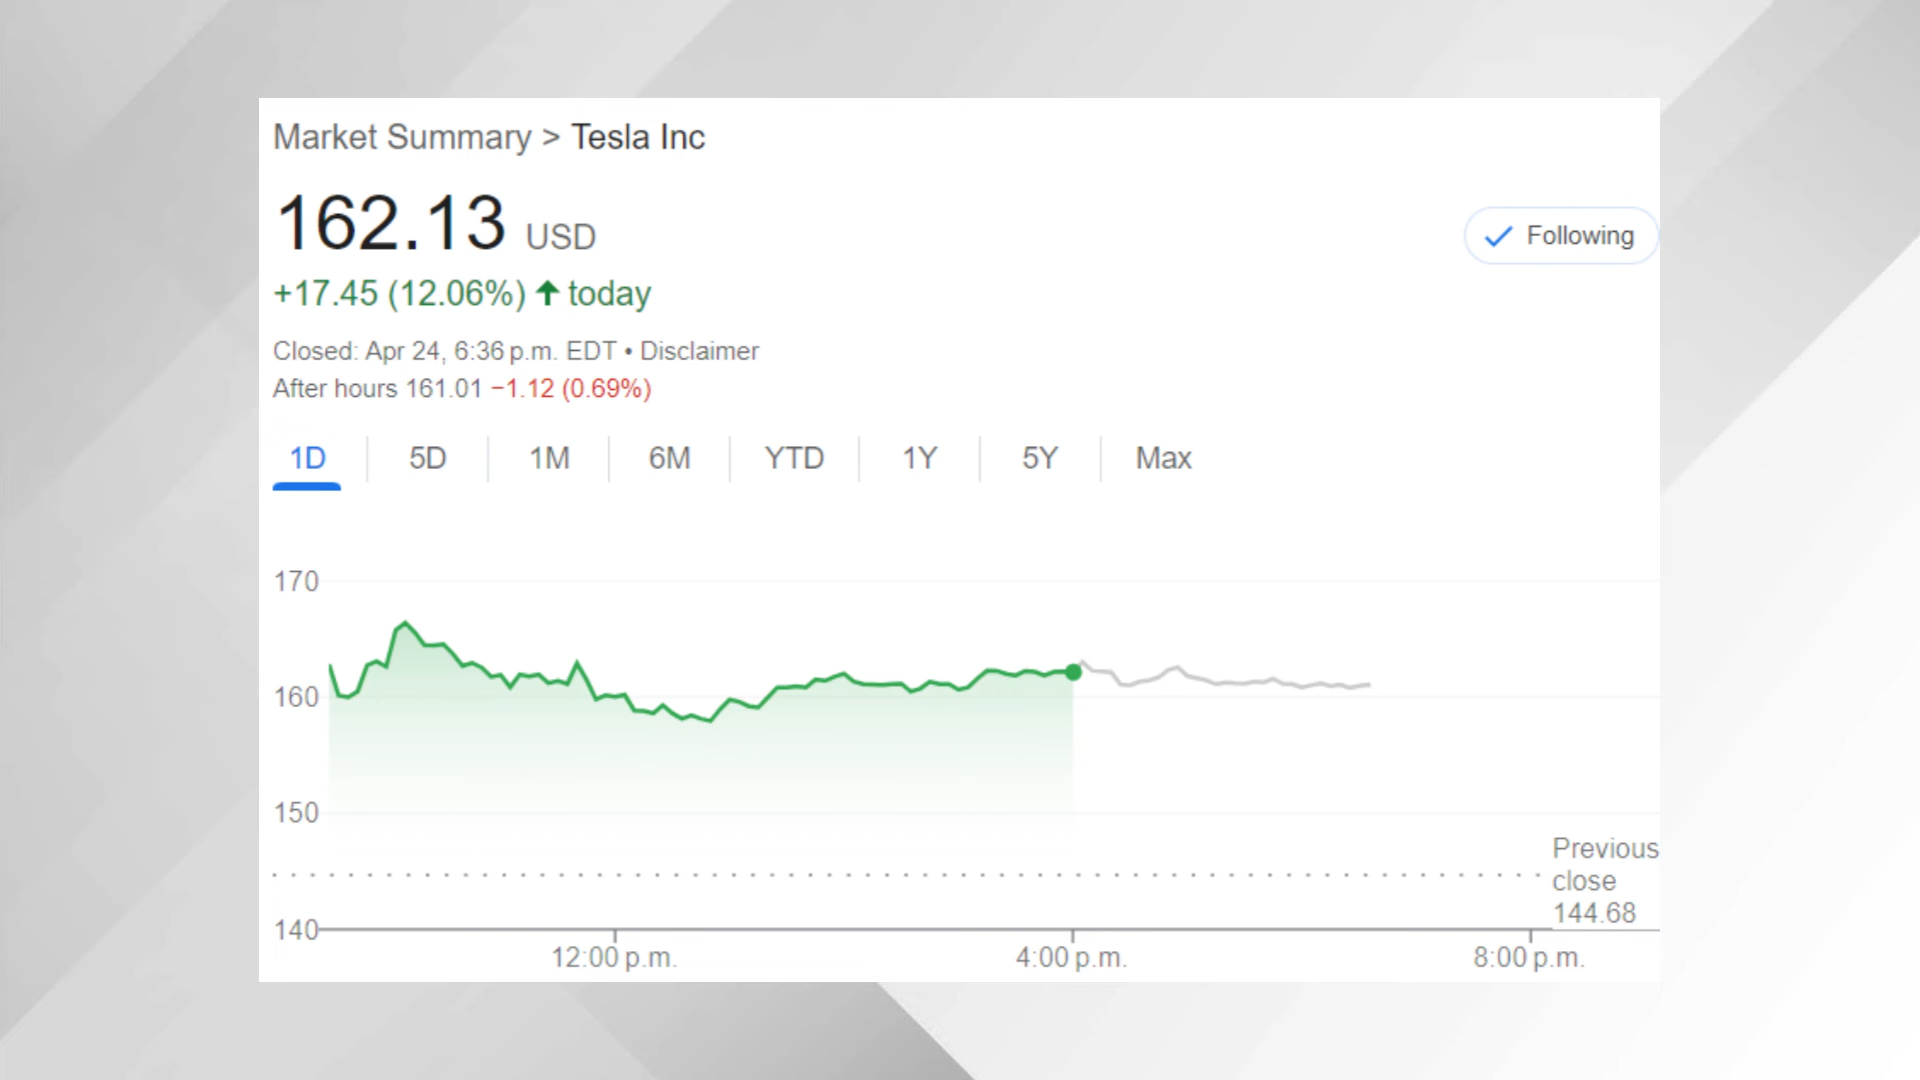 Market Summary > Tesla Inc
162.13 USD
Following
+17.45 (12.06%) ↑ today
Closed: Apr 24, 6:36 p.m. EDT • Disclaimer
After hours 161.01 −1.12 (0.69%)
1D 5D 1M 6M YTD 1Y 5Y Max
170
160
150
Previous
close
144.68
140
12:00 p.m. 4:00 p.m. 8:00 p.m.